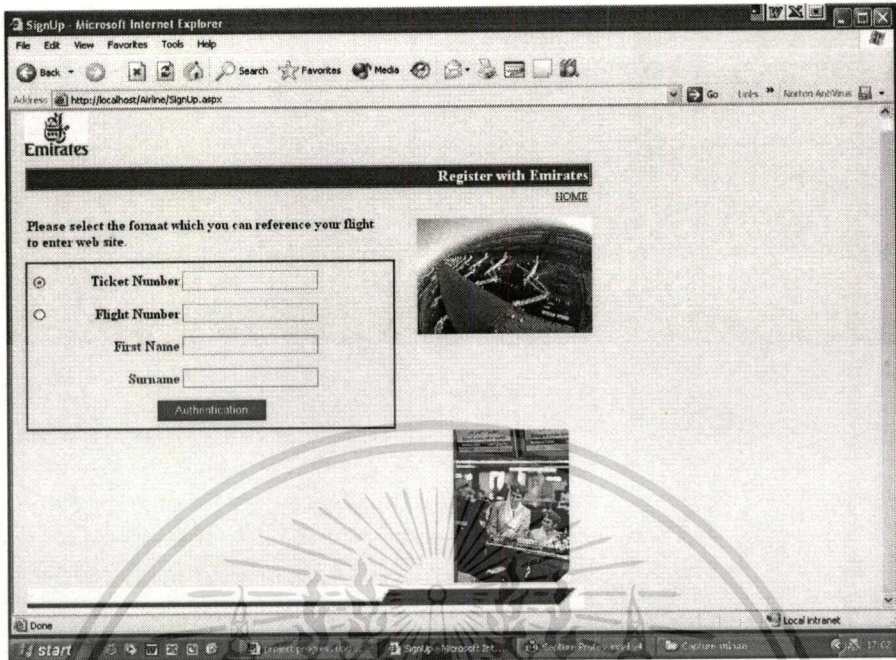 SignUp - Microsoft Internet Explorer
File Edit View Favorites Tools Help
Back Search Favorites Media
Address http://localhost/Airline/SignUp.aspx Go Links » Norton AntiVirus
Emirates
Register with Emirates
HOME
Please select the format which you can reference your flight
to enter web site.
Ticket Number
Flight Number
First Name
Surname
Authentication
Done Local intranet
start SignUp - Microsoft Int...